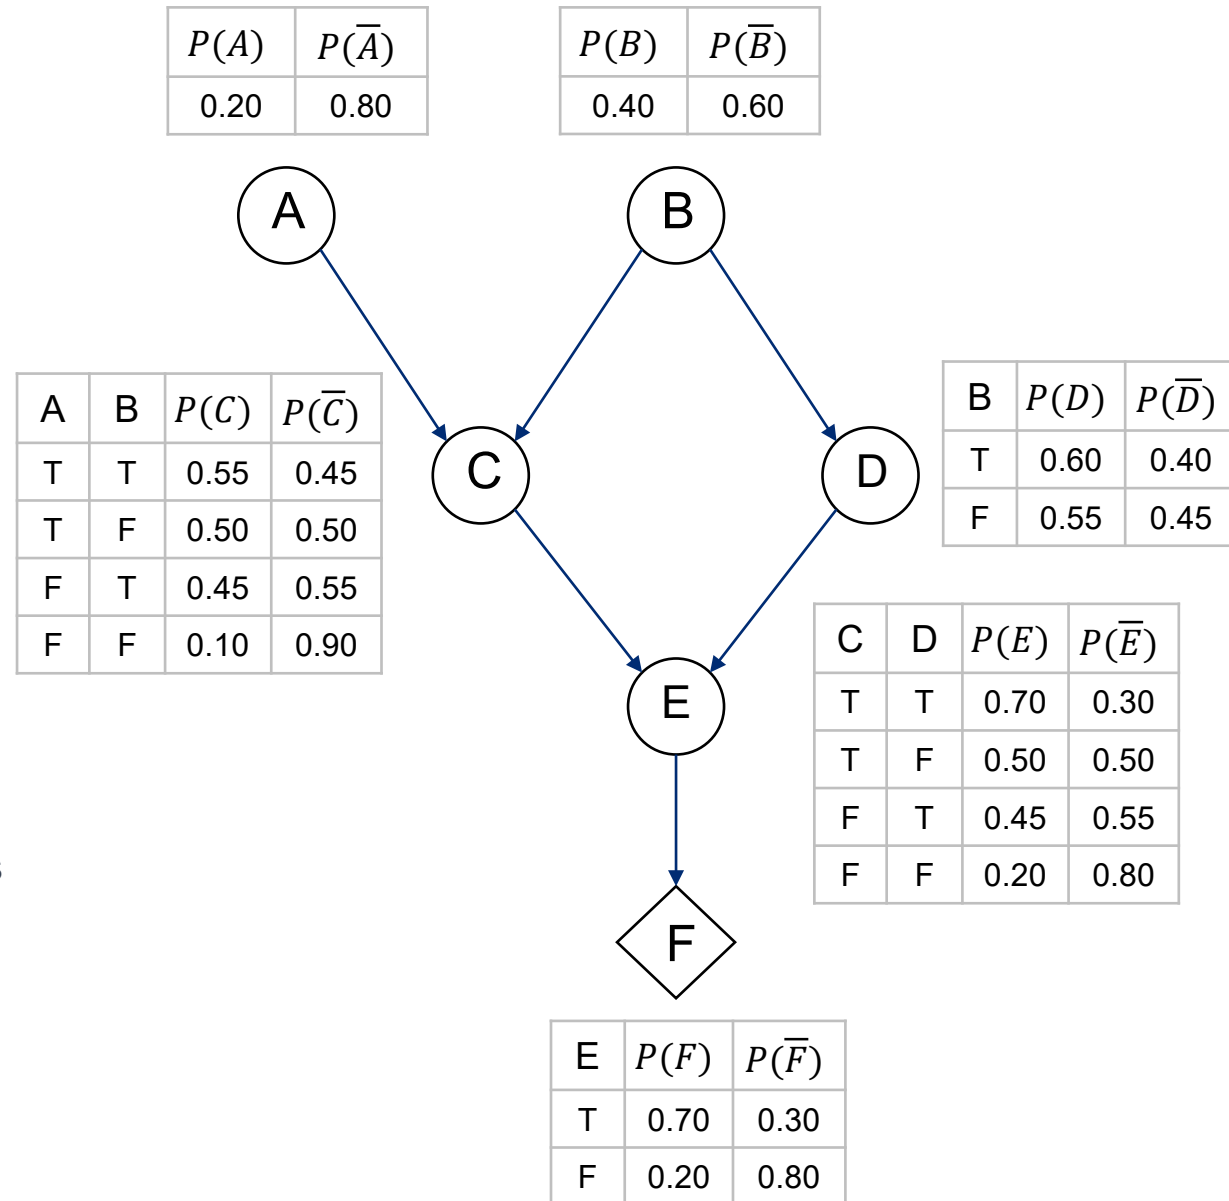 P(A) P(A̅) P(B) P(B̅)
0.20 0.80 0.40 0.60
A B
A B P(C) P(C̅)
T T 0.55 0.45
T F 0.50 0.50
F T 0.45 0.55
F F 0.10 0.90
C D
B P(D) P(D̅)
T 0.60 0.40
F 0.55 0.45
C D P(E) P(E̅)
T T 0.70 0.30
T F 0.50 0.50
F T 0.45 0.55
F F 0.20 0.80
E
F
E P(F) P(F̅)
T 0.70 0.30
F 0.20 0.80